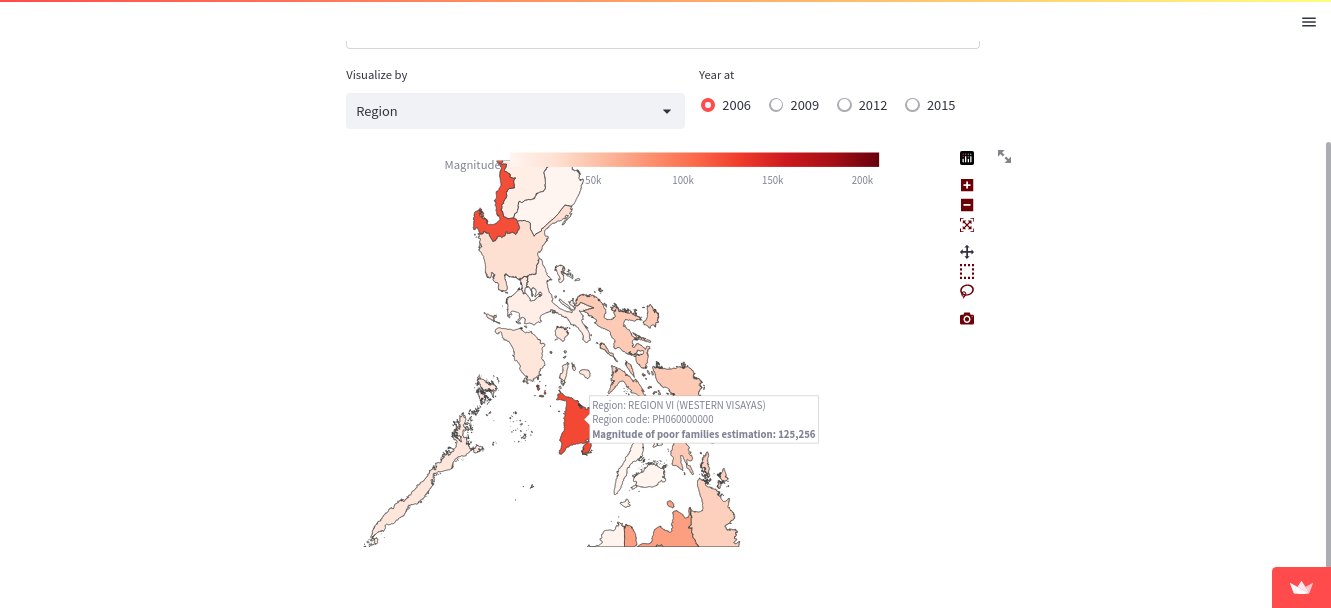 Visualize by
Year at
Region
2006
2009
2012
2015
Magnitude
50k
100k
150k
200k
Region: REGION VI (WESTERN VISAYAS)
Region code: PH060000000
Magnitude of poor families estimation: 125,256